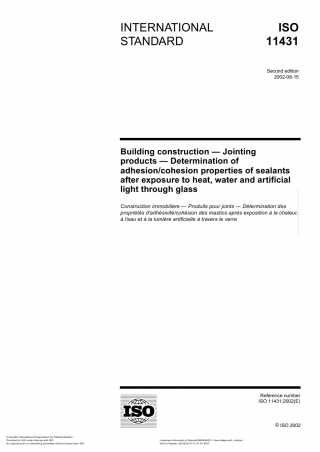 INTERNATIONAL
STANDARD
ISO
11431
Second edition
2002-08-15
Building construction — Jointing
products — Determination of
adhesion/cohesion properties of sealants
after exposure to heat, water and artificial
light through glass
Construction immobilière — Produits pour joints — Détermination des
propriétés d'adhésivité/cohésion des mastics après exposition à la chaleur,
à l'eau et à la lumière artificielle à travers le verre
ISO
Reference number
ISO 11431:2002(E)
© ISO 2002